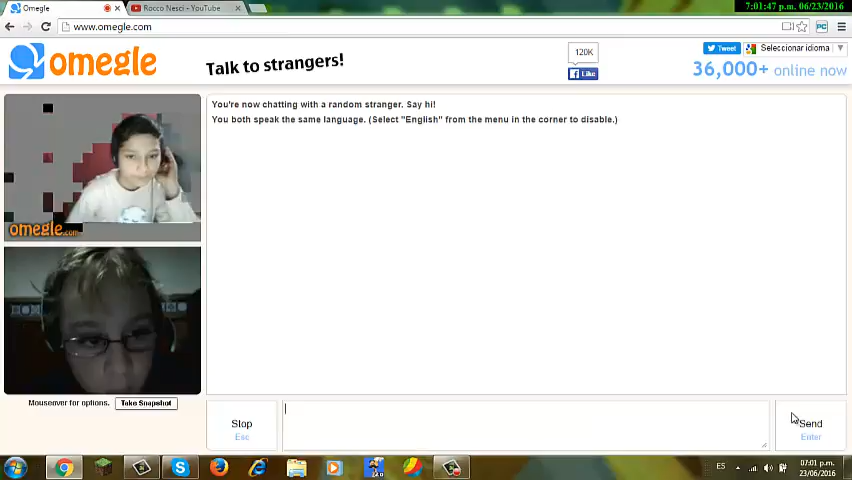 7:01:47 p.m. 06/23/2016
Omegle
Rocco Nesci - YouTube
www.omegle.com
omegle
Talk to strangers!
120K
Like
Tweet
Seleccionar idioma
36,000+ online now
You're now chatting with a random stranger. Say hi!
You both speak the same language. (Select "English" from the menu in the corner to disable.)
omegle.com
Mouseover for options.
Take Snapshot
Stop
Esc
Send
Enter
ES
07:01 p.m.
23/06/2016